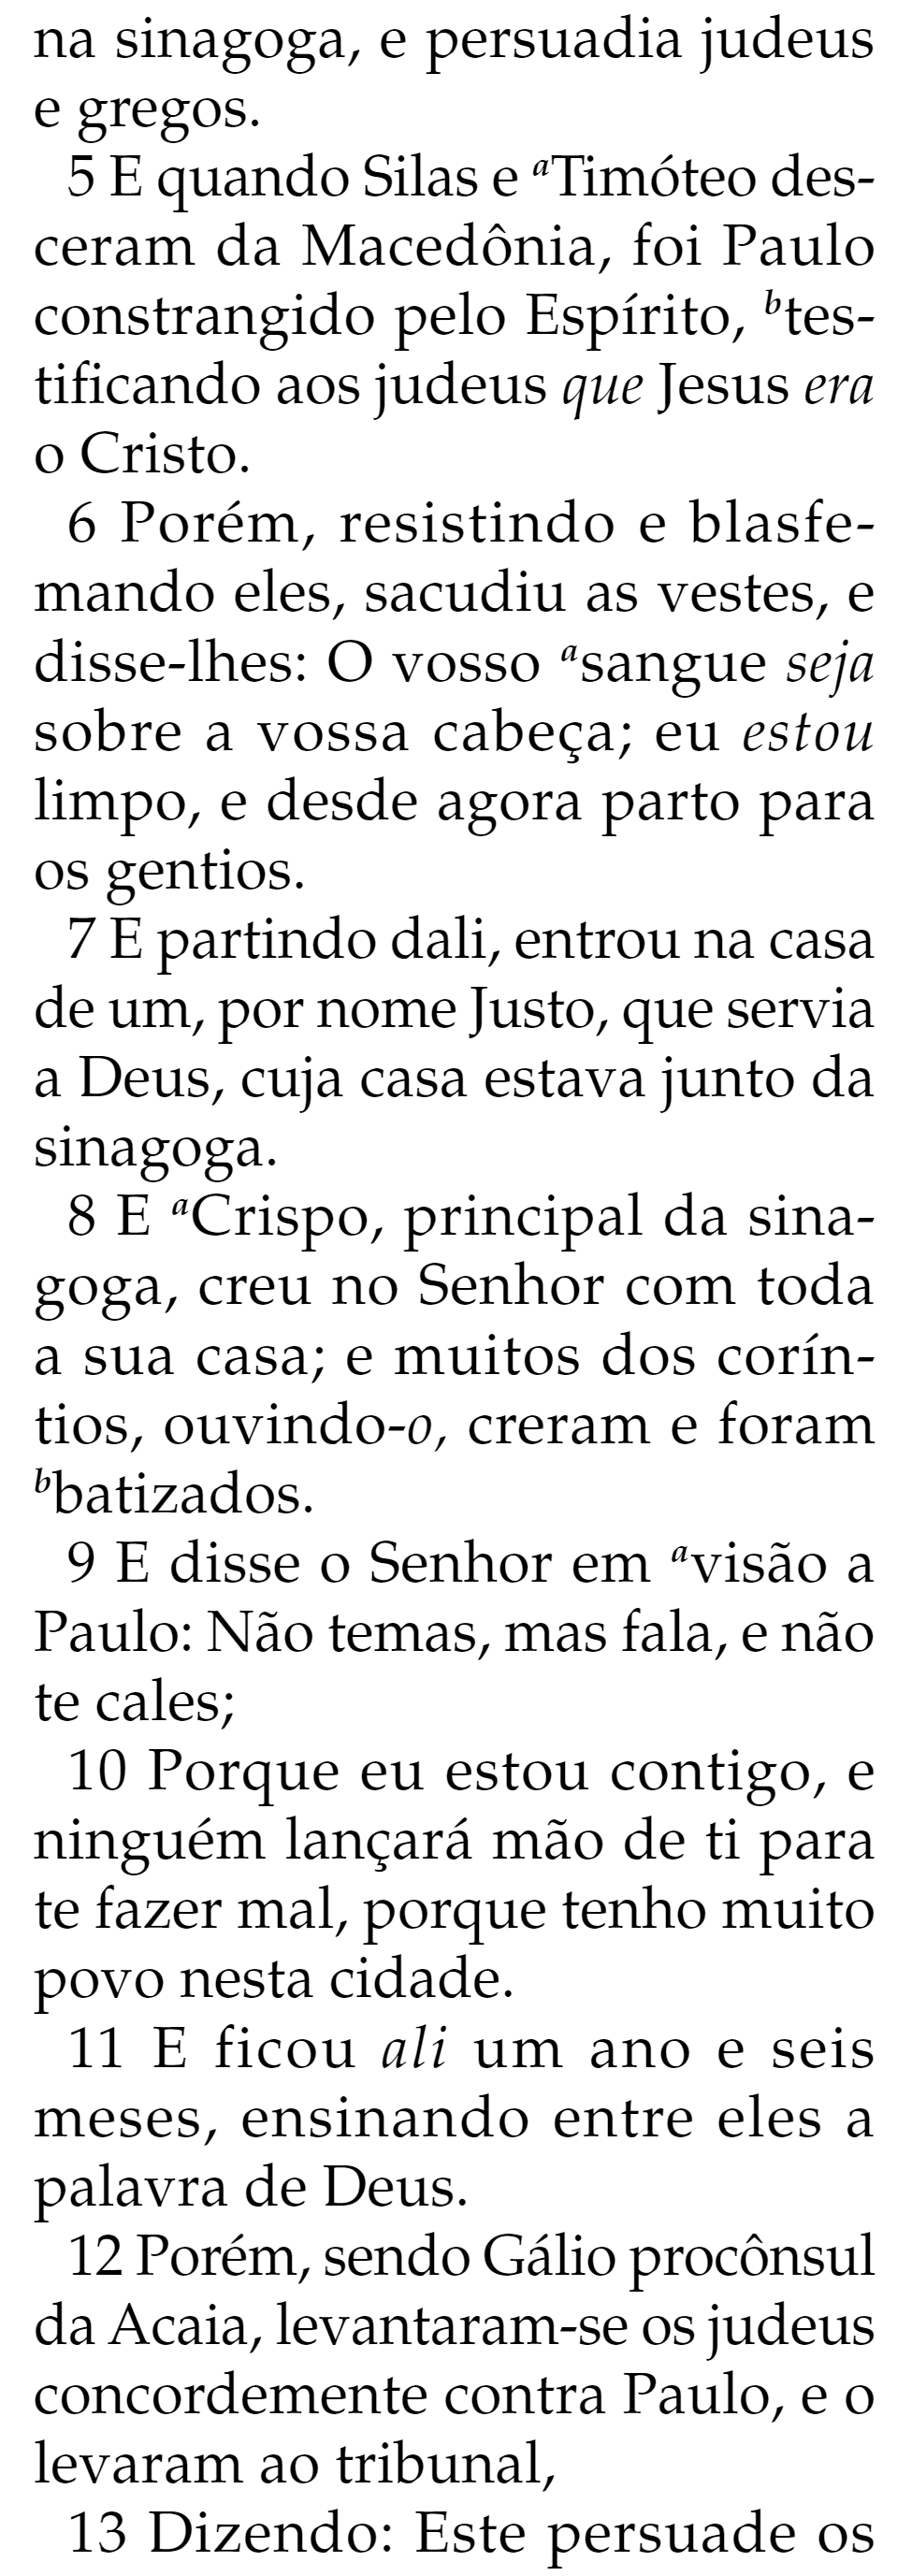 na sinagoga, e persuadia judeus
e gregos.
5 E quando Silas e aTimóteo des-
ceram da Macedônia, foi Paulo
constrangido pelo Espírito, btes-
tificando aos judeus que Jesus era
o Cristo.
6 Porém, resistindo e blasfe-
mando eles, sacudiu as vestes, e
disse-lhes: O vosso asangue seja
sobre a vossa cabeça; eu estou
limpo, e desde agora parto para
os gentios.
7 E partindo dali, entrou na casa
de um, por nome Justo, que servia
a Deus, cuja casa estava junto da
sinagoga.
8 E aCrispo, principal da sina-
goga, creu no Senhor com toda
a sua casa; e muitos dos corín-
tios, ouvindo-o, creram e foram
bbatizados.
9 E disse o Senhor em avisão a
Paulo: Não temas, mas fala, e não
te cales;
10 Porque eu estou contigo, e
ninguém lançará mão de ti para
te fazer mal, porque tenho muito
povo nesta cidade.
11 E ficou ali um ano e seis
meses, ensinando entre eles a
palavra de Deus.
12 Porém, sendo Gálio procônsul
da Acaia, levantaram-se os judeus
concordemente contra Paulo, e o
levaram ao tribunal,
13 Dizendo: Este persuade os